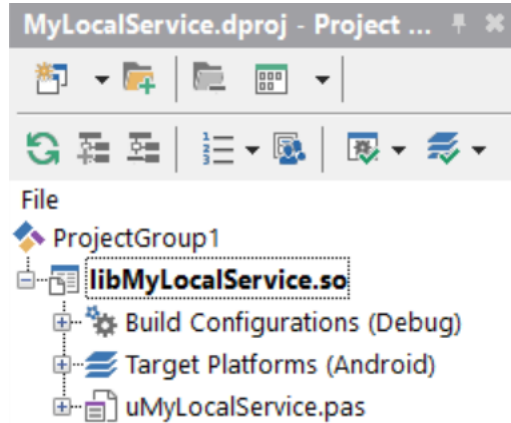 MyLocalService.dproj - Project ...
File
ProjectGroup1
libMyLocalService.so
Build Configurations (Debug)
Target Platforms (Android)
uMyLocalService.pas